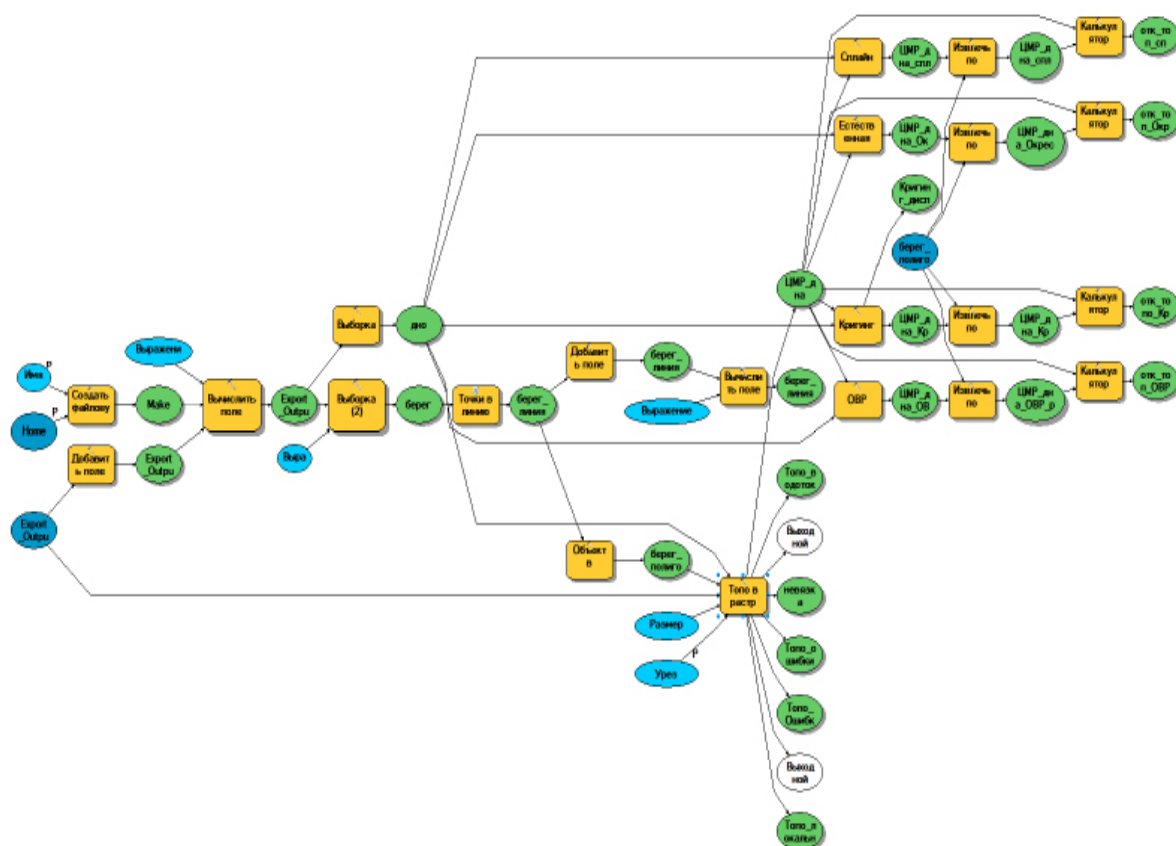 Калькул
ятор
отк_топ
п_сп
Сплайн
ЦМР_д
на_спл
Извлечь
по
ЦМР_д
на_спл
Естеств
енная
ЦМР_д
на_Ок
Извлечь
по
ЦМР_дн
а_Окрес
Калькул
ятор
отк_то
п_Окр
Кригин
г_дисп
берег_
полиго
ЦМР_д
на
Кригинг
ЦМР_д
на_Кр
Извлечь
по
ЦМР_д
на_Кр
Калькул
ятор
отк_то
по_Кр
Выборка
дно
Выражени
P
Имя
Создать
файлову
Make
P
Home
Вычислить
поле
Export
_Outpu
Выборка
(2)
берег
Точки в
линию
берег_
линия
Добавит
ь поле
берег_
линия
Вычисли
ть поле
берег_
линия
Выражение
ОВР
ЦМР_д
на_ОВ
Извлечь
по
ЦМР_дн
а_ОВР_р
Калькул
ятор
отк_то
п_ОВР
Добавит
ь поле
Export
_Outpu
Выра
Export
_Outpu
Объект
в
берег_
полиго
Топо в
растр
Размер
P
Урез
Топо_в
одоток
Выход
ной
невязк
а
Топо_о
шибки
Топо_
Ошибк
Выход
ной
Топо_л
окальн